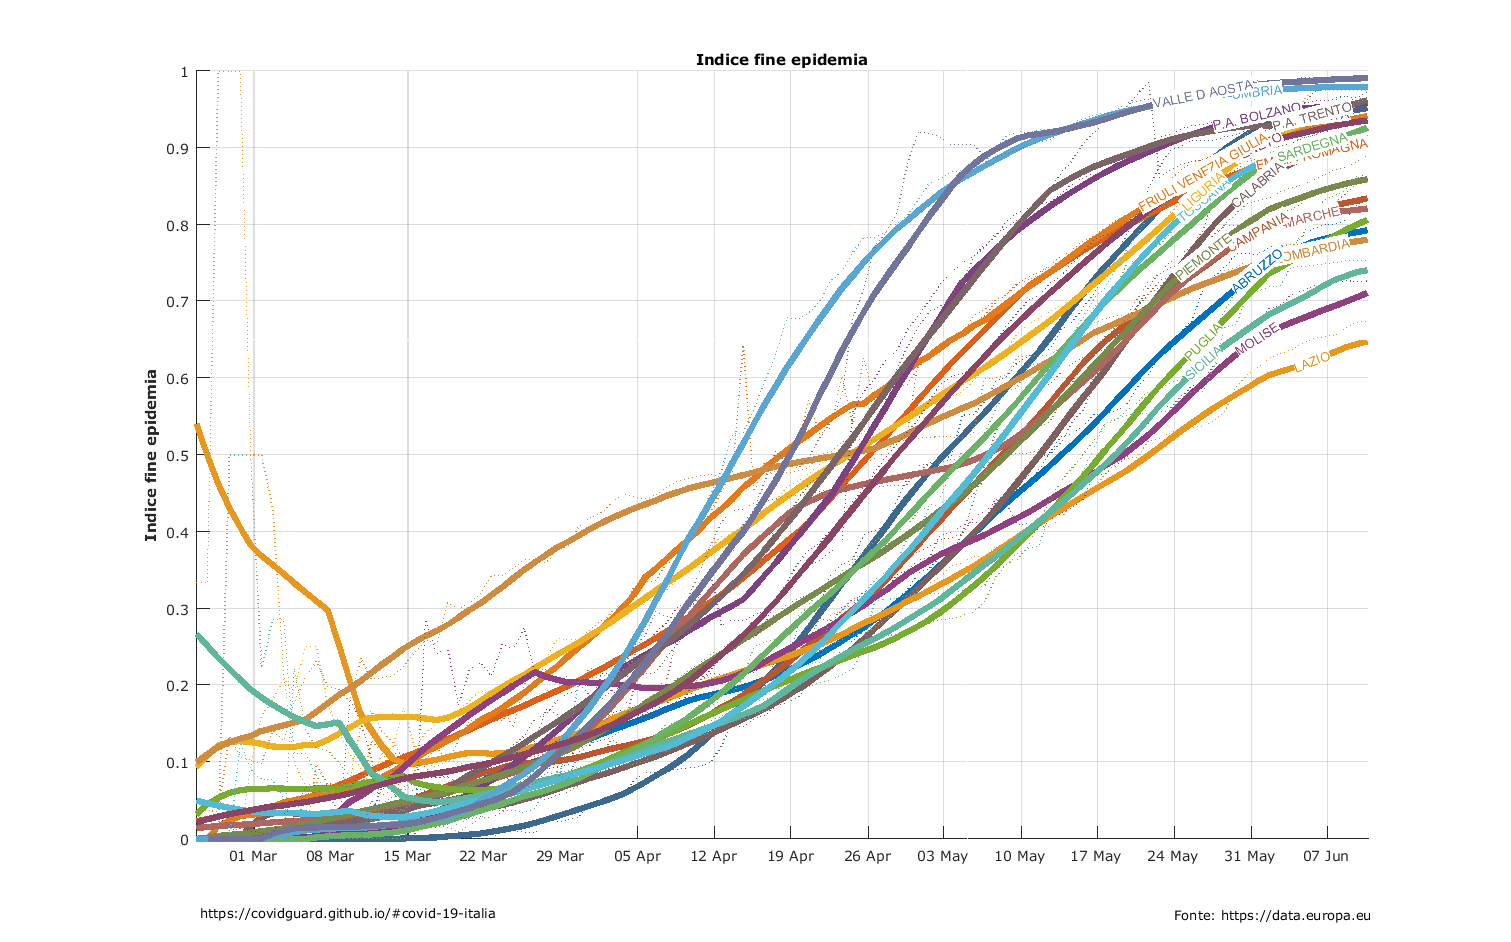 Indice fine epidemia
Indice fine epidemia
1
0.9
0.8
0.7
0.6
0.5
0.4
0.3
0.2
0.1
0
VALLE D AOSTA
UMBRIA
P.A. BOLZANO
P.A. TRENTO
FRIULI VENEZIA GIULIA
SARDEGNA
ROMAGNA
LIGURIA
TOSCANA
CALABRIA
MARCHE
CAMPANIA
PIEMONTE
OMBARDIA
ABRUZZO
PUGLIA
SICILIA
MOLISE
LAZIO
01 Mar 08 Mar 15 Mar 22 Mar 29 Mar 05 Apr 12 Apr 19 Apr 26 Apr 03 May 10 May 17 May 24 May 31 May 07 Jun
https://covidguard.github.io/#covid-19-italia
Fonte: https://data.europa.eu